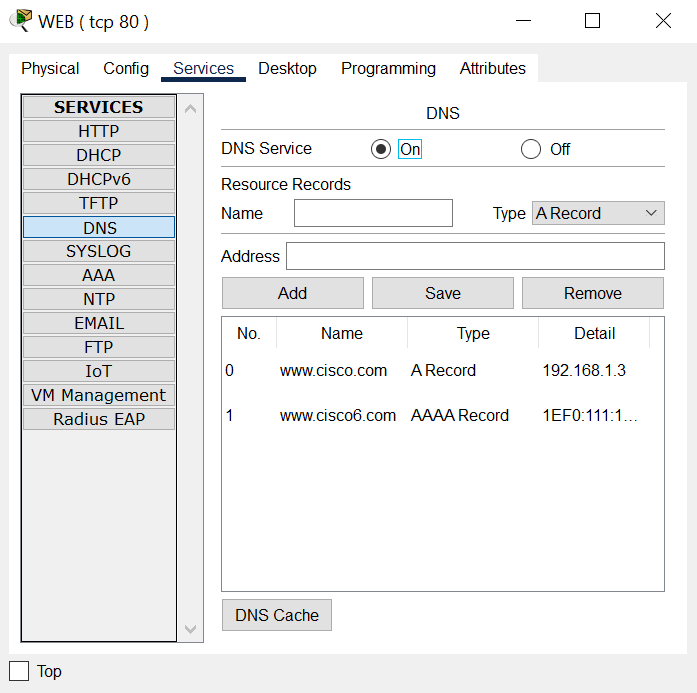 WEB ( tcp 80 )
Physical Config Services Desktop Programming Attributes
SERVICES
HTTP
DHCP
DHCPv6
TFTP
DNS
SYSLOG
AAA
NTP
EMAIL
FTP
IoT
VM Management
Radius EAP
DNS
DNS Service On Off
Resource Records
Name Type A Record
Address
Add Save Remove
No. Name Type Detail
0 www.cisco.com A Record 192.168.1.3
1 www.cisco6.com AAAA Record 1EF0:111:1...
DNS Cache
Top